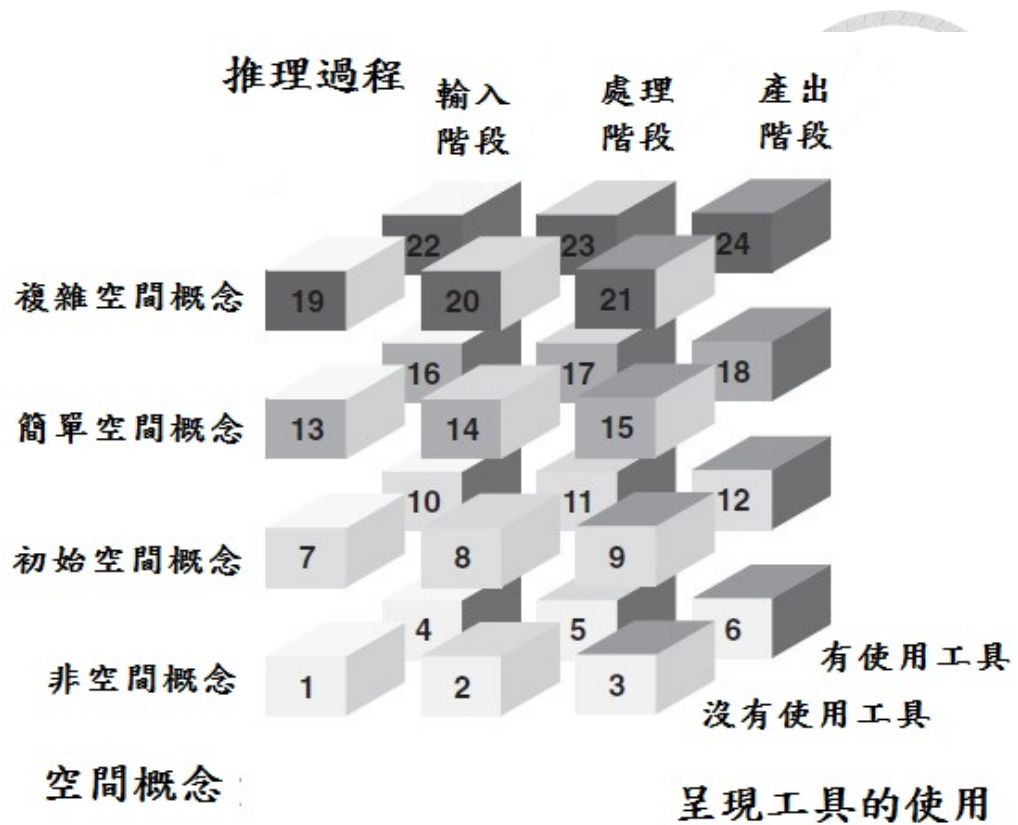 推理過程
輸入
階段
處理
階段
產出
階段
22 23 24
複雜空間概念 19 20 21
16 17 18
簡單空間概念 13 14 15
10 11 12
初始空間概念 7 8 9
4 5 6
有使用工具
非空間概念 1 2 3
沒有使用工具
空間概念
呈現工具的使用